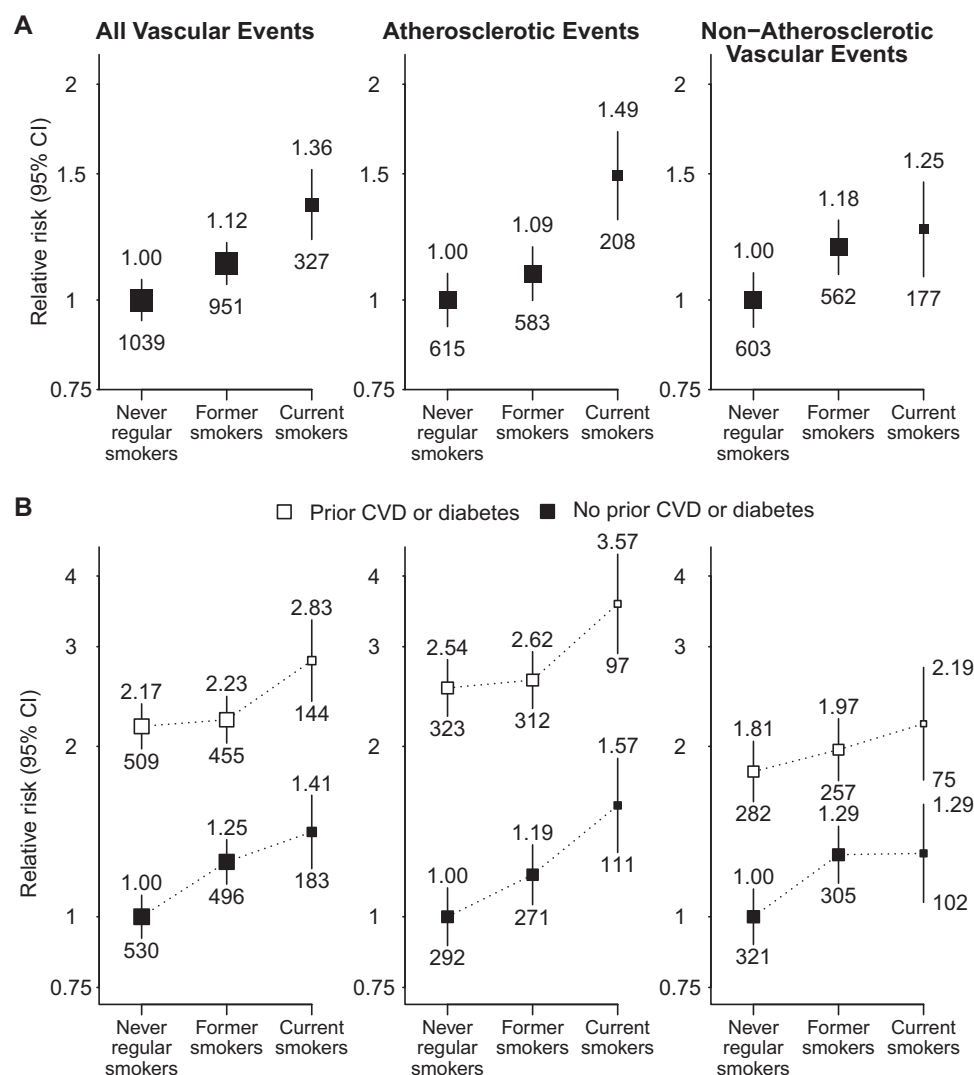 A
All Vascular Events
Atherosclerotic Events
Non−Atherosclerotic
Vascular Events
Relative risk (95% CI)
2
1.5
1
0.75
1.00
1039
1.12
951
1.36
327
Never
regular
smokers
Former
smokers
Current
smokers
2
1.5
1
0.75
1.00
615
1.09
583
1.49
208
Never
regular
smokers
Former
smokers
Current
smokers
2
1.5
1
0.75
1.00
603
1.18
562
1.25
177
Never
regular
smokers
Former
smokers
Current
smokers
B
Prior CVD or diabetes
No prior CVD or diabetes
Relative risk (95% CI)
4
3
2
1
0.75
2.17
509
2.23
455
2.83
144
1.00
530
1.25
496
1.41
183
Never
regular
smokers
Former
smokers
Current
smokers
4
3
2
1
0.75
2.54
323
2.62
312
3.57
97
1.00
292
1.19
271
1.57
111
Never
regular
smokers
Former
smokers
Current
smokers
4
3
2
1
0.75
1.81
282
1.97
257
2.19
75
1.00
321
1.29
305
1.29
102
Never
regular
smokers
Former
smokers
Current
smokers